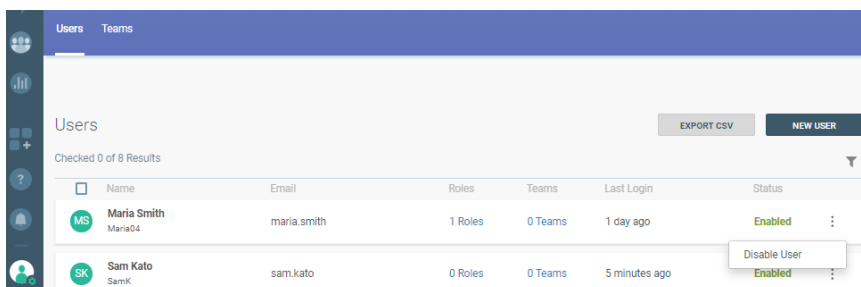 Users Teams
Users
EXPORT CSV NEW USER
Checked 0 of 8 Results
Name Email Roles Teams Last Login Status
MS Maria Smith maria.smith 1 Roles 0 Teams 1 day ago Enabled
Maria04
Disable User
SK Sam Kato sam.kato 0 Roles 0 Teams 5 minutes ago Enabled
SamK